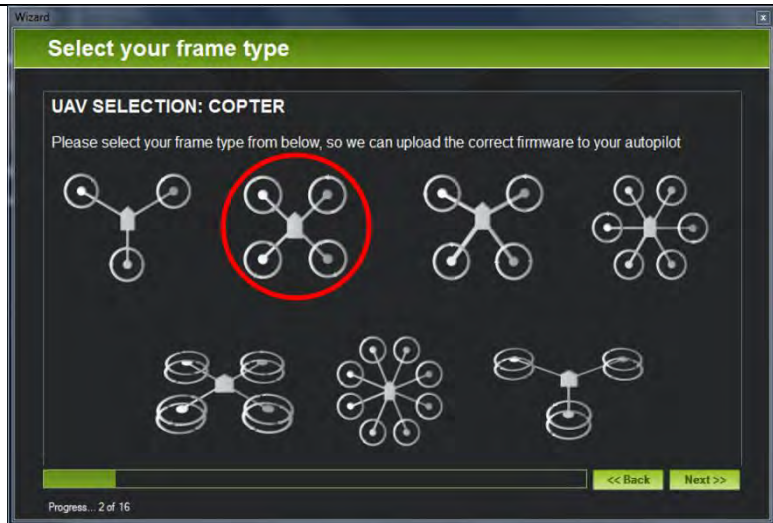 Wizard
x
Select your frame type
UAV SELECTION: COPTER
Please select your frame type from below, so we can upload the correct firmware to your autopilot
<< Back Next >>
Progress... 2 of 16